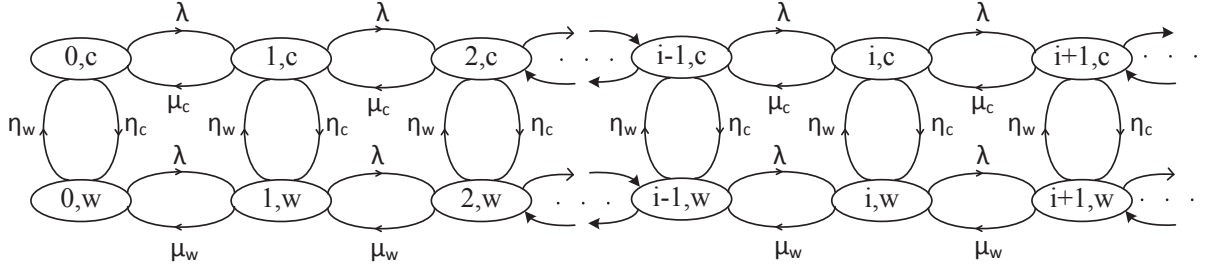 λ λ λ λ
0,c 1,c 2,c . . . i-1,c i,c i+1,c . . .
μc μc μc μc
ηw ηc ηw ηc ηw ηc ηw ηc ηw ηc ηw ηc
λ λ λ λ
0,w 1,w 2,w . . . i-1,w i,w i+1,w . . .
μw μw μw μw